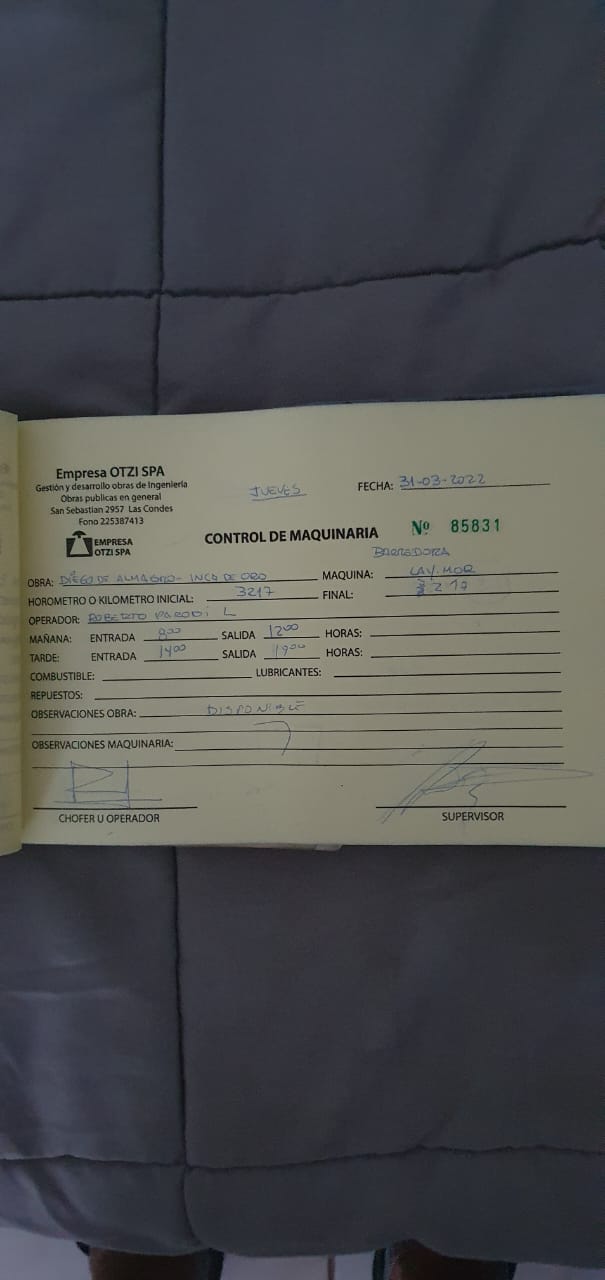 Empresa OTZI SPA
Gestión y desarrollo obras de Ingeniería
Obras publicas en general
San Sebastian 2957 Las Condes
Fono 225387413
EMPRESA
OTZI SPA
JUEVES
FECHA: 31-03-2022
CONTROL DE MAQUINARIA
Nº 85831
BARREDORA
OBRA: DIEGO DE ALMAGRO - INCA DE ORO MAQUINA: LAY.MOR
HOROMETRO O KILOMETRO INICIAL: 3217 FINAL: 3217
OPERADOR: ROBERTO PARODI L
MAÑANA: ENTRADA 8:00 SALIDA 12:00 HORAS:
TARDE: ENTRADA 14:00 SALIDA 19:00 HORAS:
COMBUSTIBLE: LUBRICANTES:
REPUESTOS:
OBSERVACIONES OBRA: DISPONIBLE
OBSERVACIONES MAQUINARIA:
CHOFER U OPERADOR SUPERVISOR